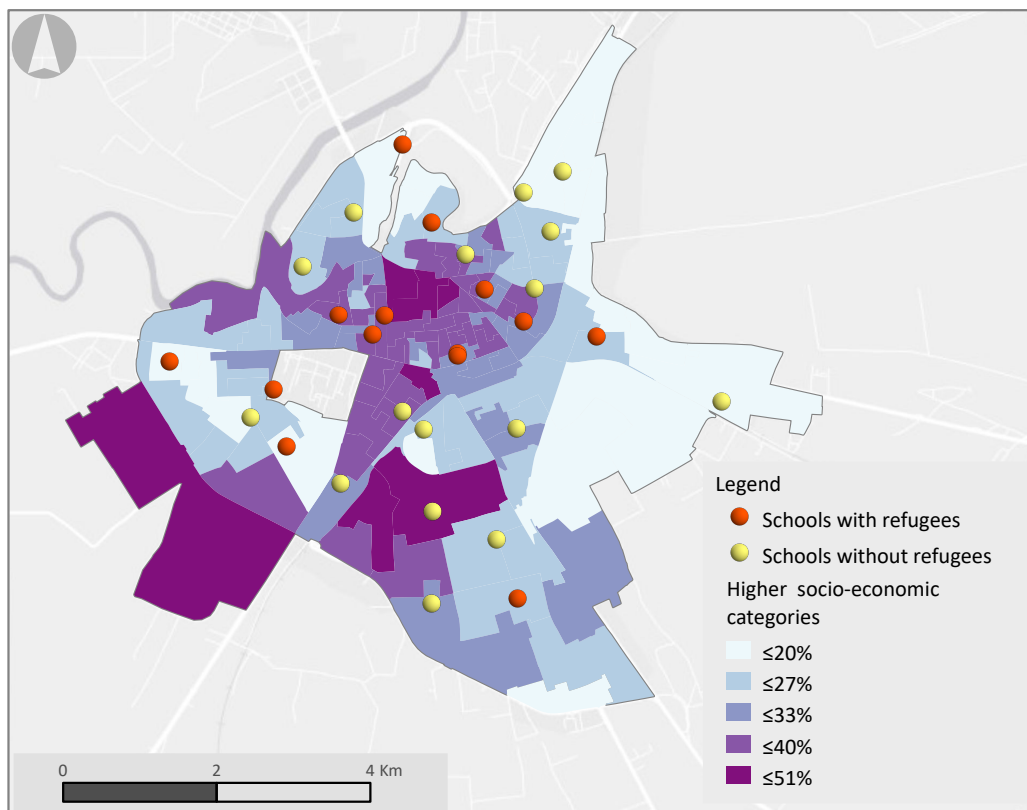 Legend
Schools with refugees
Schools without refugees
Higher socio-economic
categories
≤20%
≤27%
≤33%
≤40%
≤51%
0 2 4 Km